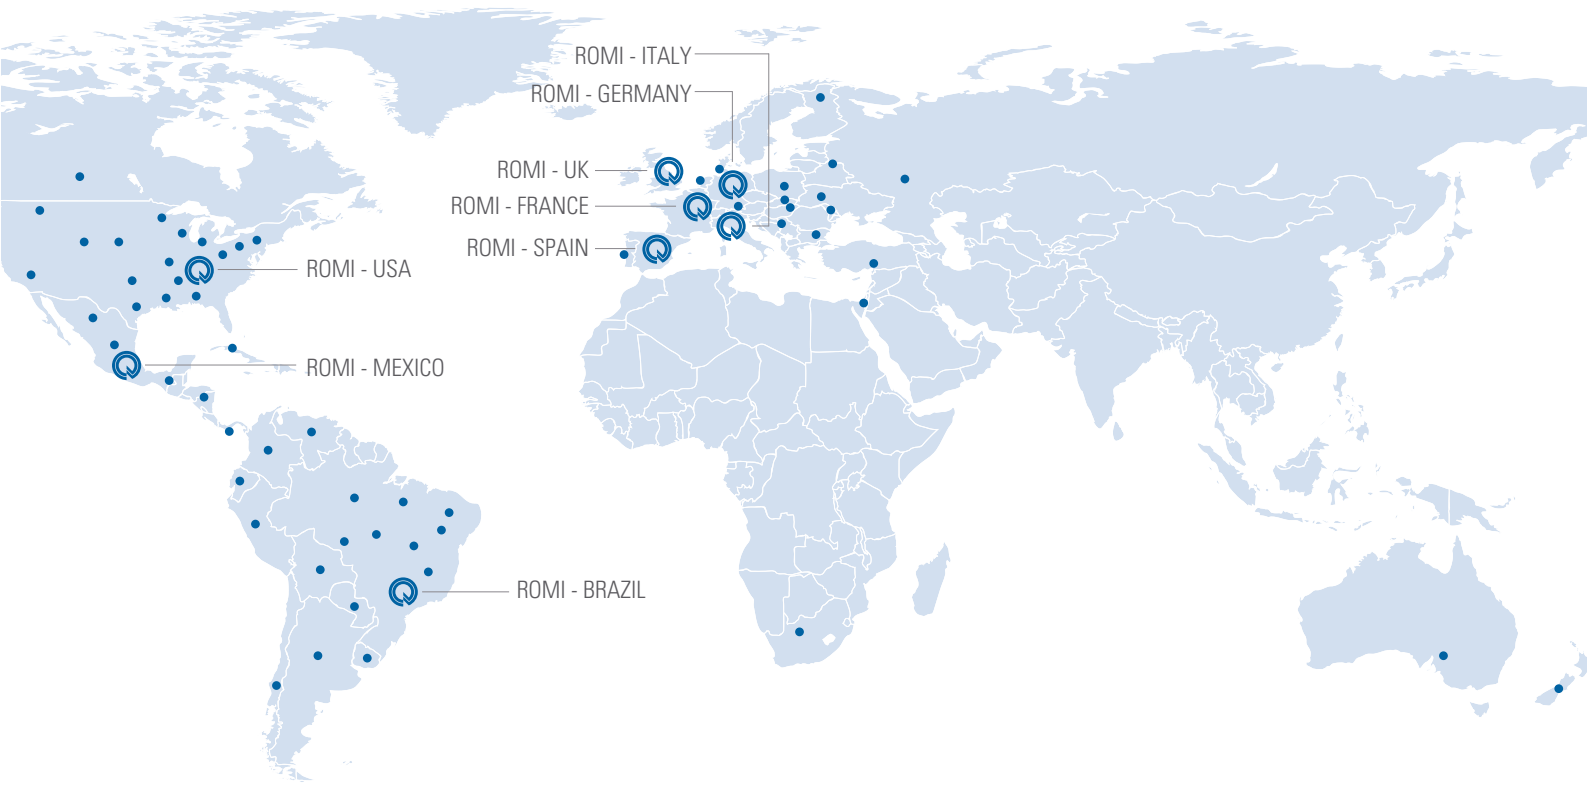 ROMI - ITALY
ROMI - GERMANY
ROMI - UK
ROMI - FRANCE
ROMI - SPAIN
ROMI - USA
ROMI - MEXICO
ROMI - BRAZIL